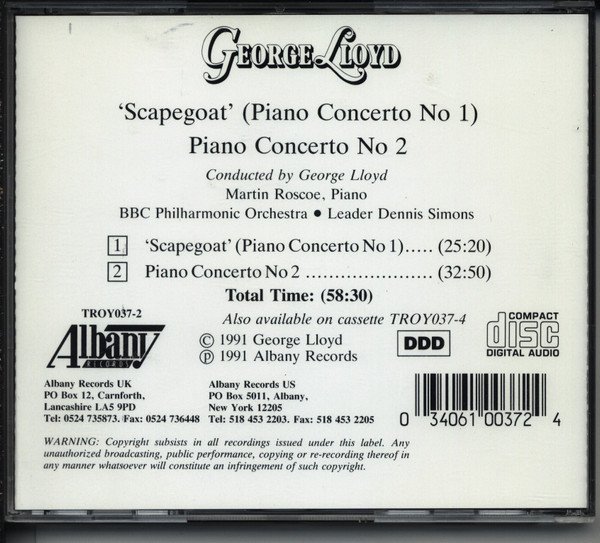 GEORGE LLOYD
‘Scapegoat’ (Piano Concerto No 1)
Piano Concerto No 2
Conducted by George Lloyd
Martin Roscoe, Piano
BBC Philharmonic Orchestra • Leader Dennis Simons
1 ‘Scapegoat’ (Piano Concerto No 1)..... (25:20)
2 Piano Concerto No 2 ...................... (32:50)
Total Time: (58:30)
TROY037-2
Albany
RECORDS
Also available on cassette TROY037-4
© 1991 George Lloyd
℗ 1991 Albany Records
DDD
COMPACT
disc
DIGITAL AUDIO
Albany Records UK
PO Box 12, Carnforth,
Lancashire LA5 9PD
Tel: 0524 735873. Fax: 0524 736448
Albany Records US
PO Box 5011, Albany,
New York 12205
Tel: 518 453 2203. Fax: 518 453 2205
0 34061 00372 4
WARNING: Copyright subsists in all recordings issued under this label. Any
unauthorized broadcasting, public performance, copying or re-recording thereof in
any manner whatsoever will constitute an infringement of such copyright.